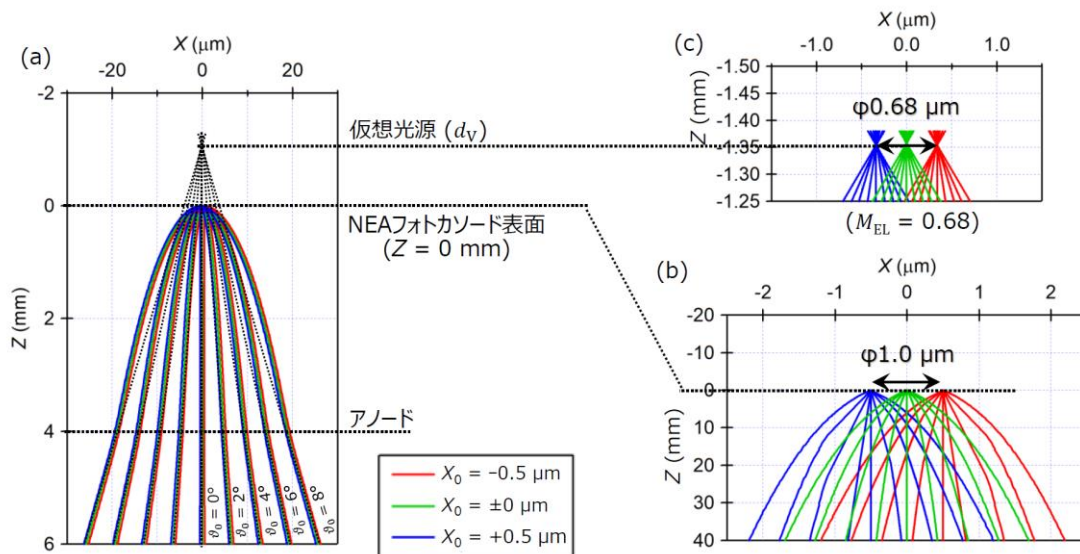 (a)
X (μm)
-20 0 20
-2
0
2
4
6
Z (mm)
仮想光源 (dV)
NEAフォトカソード表面
(Z = 0 mm)
アノード
ϑ0 = 0°
ϑ0 = 2°
ϑ0 = 4°
ϑ0 = 6°
ϑ0 = 8°
X0 = −0.5 μm
X0 = ±0 μm
X0 = +0.5 μm
(c)
X (μm)
-1.0 0.0 1.0
-1.50
-1.45
-1.40
-1.35
-1.30
-1.25
Z (mm)
φ0.68 μm
(MEL = 0.68)
(b)
X (μm)
-2 -1 0 1 2
-20
-10
0
10
20
30
40
Z (mm)
φ1.0 μm